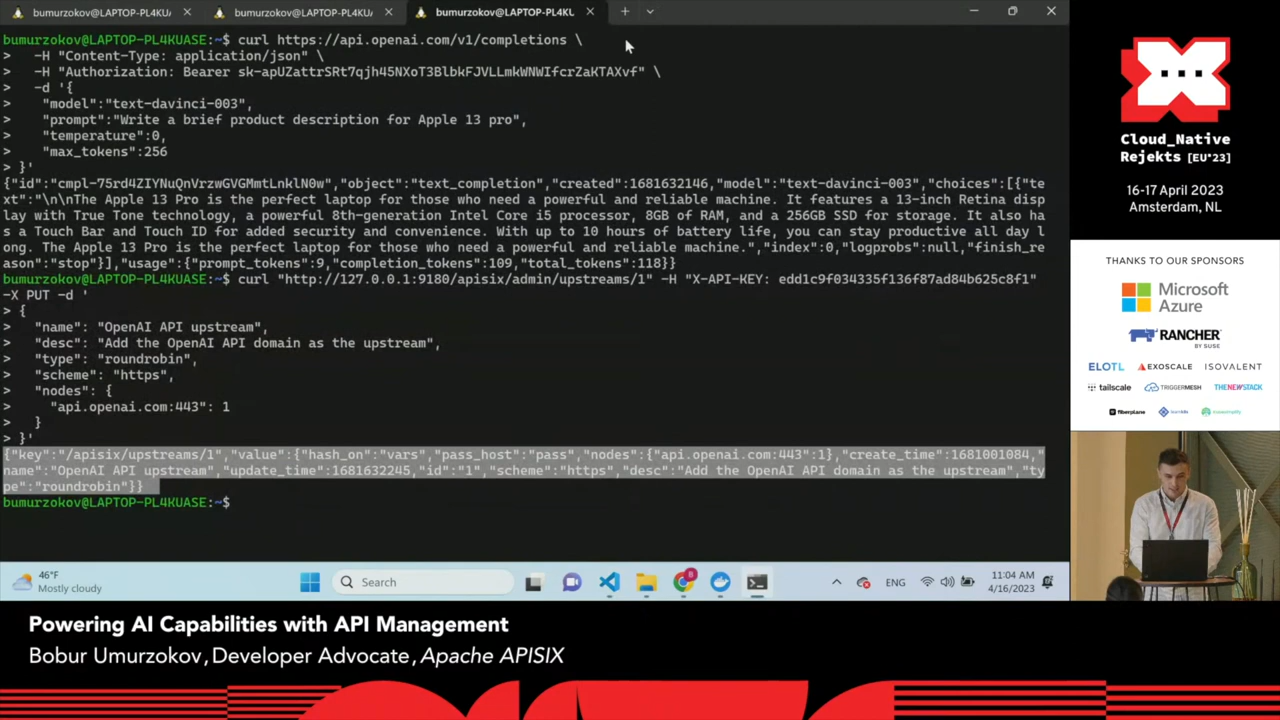 bumurzokov@LAPTOP-PL4KUA
bumurzokov@LAPTOP-PL4KUA
bumurzokov@LAPTOP-PL4KU
bumurzokov@LAPTOP-PL4KUASE:~$ curl https://api.openai.com/v1/completions \
> -H "Content-Type: application/json" \
> -H "Authorization: Bearer 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" \
> -d '{
> "model":"text-davinci-003",
> "prompt":"Write a brief product description for Apple 13 pro",
> "temperature":0,
> "max_tokens":256
> }'
{"id":"cmpl-75rd4ZIYNuQnVrzwGVGMmtLnklN0w","object":"text_completion","created":1681632146,"model":"text-davinci-003","choices":[{"te
xt":"\n\nThe Apple 13 Pro is the perfect laptop for those who need a powerful and reliable machine. It features a 13-inch Retina disp
lay with True Tone technology, a powerful 8th-generation Intel Core i5 processor, 8GB of RAM, and a 256GB SSD for storage. It also ha
s a Touch Bar and Touch ID for added security and convenience. With up to 10 hours of battery life, you can stay productive all day l
ong. The Apple 13 Pro is the perfect laptop for those who need a powerful and reliable machine.","index":0,"logprobs":null,"finish_re
ason":"stop"}],"usage":{"prompt_tokens":9,"completion_tokens":109,"total_tokens":118}}
bumurzokov@LAPTOP-PL4KUASE:~$ curl "http://127.0.0.1:9180/apisix/admin/upstreams/1" -H "X-API-KEY: edd1c9f034335f136f87ad84b625c8f1"
-X PUT -d '
> {
> "name": "OpenAI API upstream",
> "desc": "Add the OpenAI API domain as the upstream",
> "type": "roundrobin",
> "scheme": "https",
> "nodes": {
> "api.openai.com:443": 1
> }
> }'
{"key":"/apisix/upstreams/1","value":{"hash_on":"vars","pass_host":"pass","nodes":{"api.openai.com:443":1},"create_time":1681001084,"
name":"OpenAI API upstream","update_time":1681632245,"id":"1","scheme":"https","desc":"Add the OpenAI API domain as the upstream","ty
pe":"roundrobin"}}
bumurzokov@LAPTOP-PL4KUASE:~$
46°F
Mostly cloudy
Search
8
ENG
11:04 AM
4/16/2023
Cloud_Native
Rejekts [EU'23]
16-17 April 2023
Amsterdam, NL
THANKS TO OUR SPONSORS
Microsoft
Azure
RANCHER
BY SUSE
ELOTL EXOSCALE ISOVALENT
tailscale TRIGGERMESH THENEWSTACK
fiberplane
Powering AI Capabilities with API Management
Bobur Umurzokov, Developer Advocate, Apache APISIX